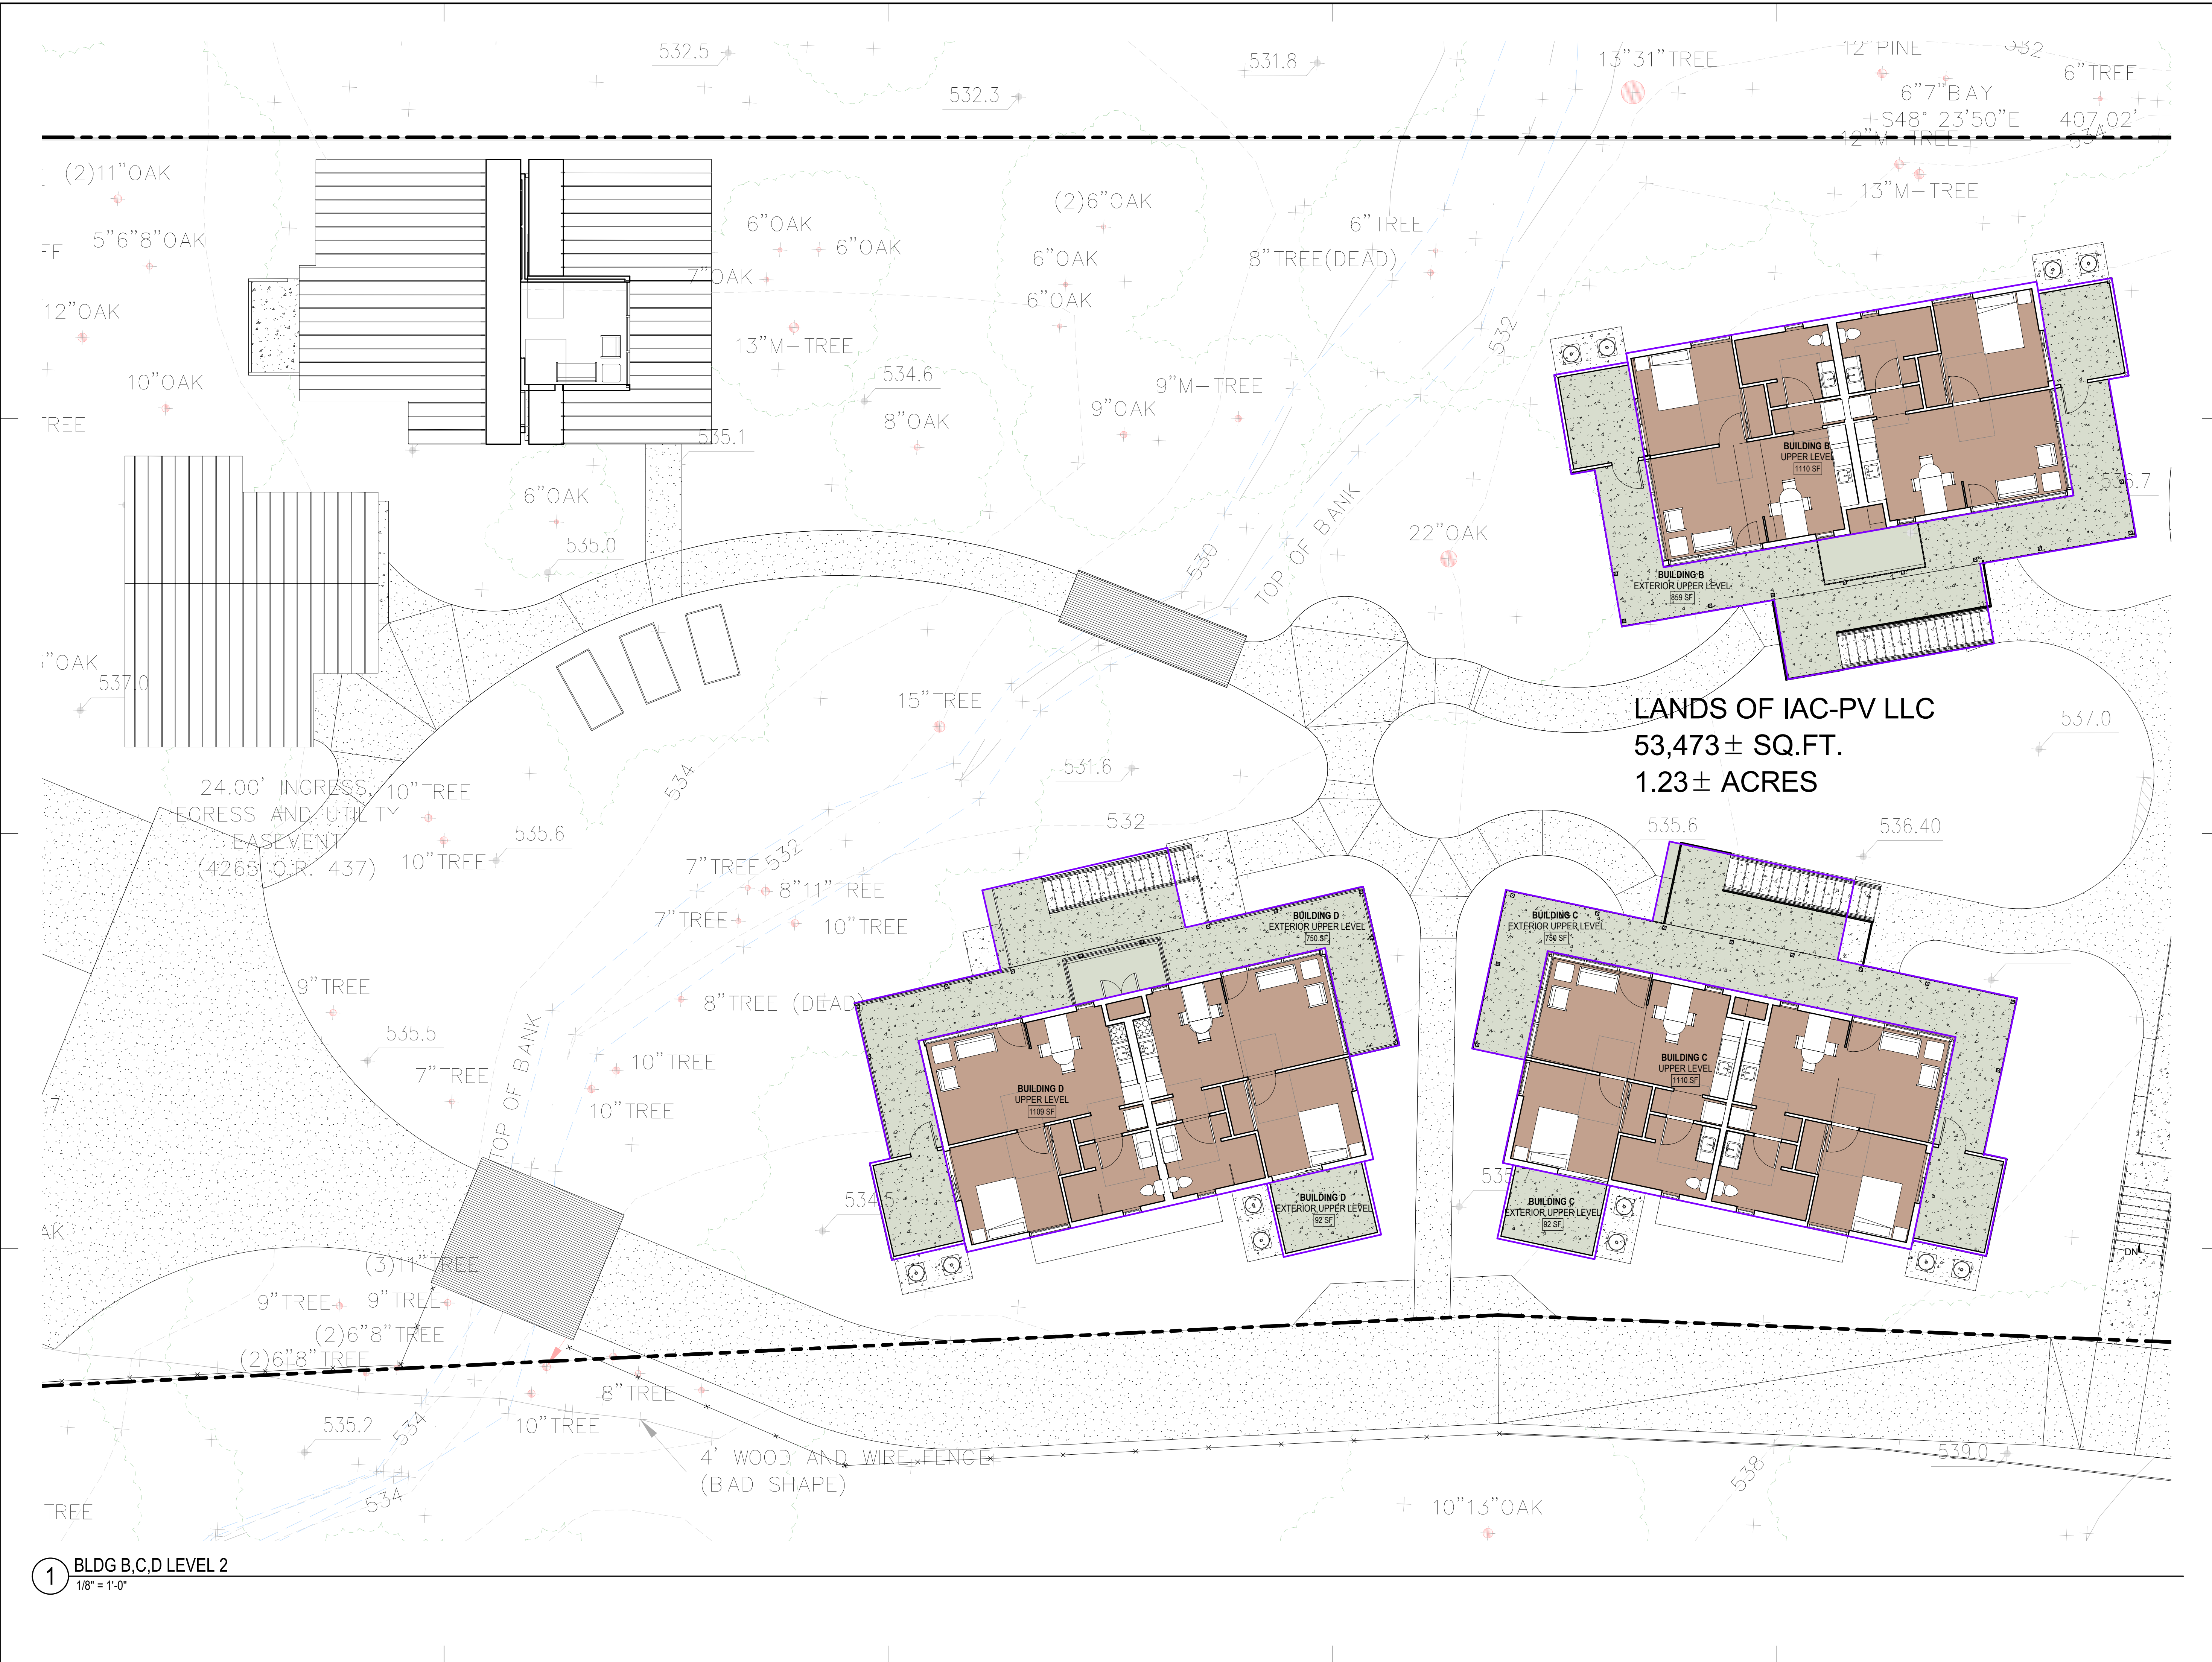 532.5
532.3
531.8
13"31"TREE
12 PINE
532
6"TREE
6"7"BAY
S48° 23'50"E 407.02'
12"M-TREE
534
13"M-TREE
(2)11"OAK
5"6"8"OAK
12"OAK
10"OAK
TREE
6"OAK
6"OAK
7"OAK
13"M-TREE
(2)6"OAK
6"OAK
6"OAK
6"TREE
8"TREE(DEAD)
534.6
8"OAK
9"OAK
9"M-TREE
532
535.1
6"OAK
535.0
530
TOP OF BANK
22"OAK
BUILDING B
UPPER LEVEL
1110 SF
536.7
BUILDING B
EXTERIOR UPPER LEVEL
859 SF
"OAK
537.0
15"TREE
LANDS OF IAC-PV LLC
53,473± SQ.FT.
1.23± ACRES
537.0
24.00' INGRESS,
EGRESS AND UTILITY
EASEMENT
(4265 O.R. 437)
10"TREE
10"TREE
535.6
534
531.6
532
532
7"TREE
8"11"TREE
7"TREE
10"TREE
535.6
536.40
9"TREE
535.5
7"TREE
8"TREE (DEAD)
10"TREE
10"TREE
TOP OF BANK
BUILDING D
EXTERIOR UPPER LEVEL
750 SF
BUILDING D
UPPER LEVEL
1109 SF
BUILDING D
EXTERIOR UPPER LEVEL
92 SF
534.5
BUILDING C
EXTERIOR UPPER LEVEL
750 SF
BUILDING C
UPPER LEVEL
1110 SF
535
BUILDING C
EXTERIOR UPPER LEVEL
92 SF
DN
(3)11"TREE
9"TREE
9"TREE
(2)6"8"TREE
(2)6"8"TREE
8"TREE
10"TREE
535.2
534
534
4' WOOD AND WIRE FENCE
(BAD SHAPE)
10"13"OAK
538
539.0
TREE
1
BLDG B,C,D LEVEL 2
1/8" = 1'-0"